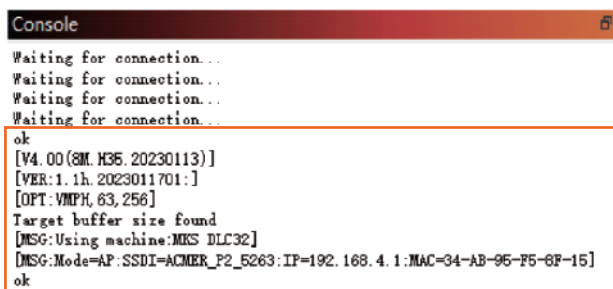 Console
Waiting for connection...
Waiting for connection...
Waiting for connection...
Waiting for connection...
ok
[V4.00(8M.H35.20230113)]
[VER:1.1h.2023011701:]
[OPT:VMPH,63,256]
Target buffer size found
[MSG:Using machine:MKS DLC32]
[MSG:Mode=AP:SSDI=ACMER_P2_5263:IP=192.168.4.1:MAC=34-AB-95-F5-8F-15]
ok